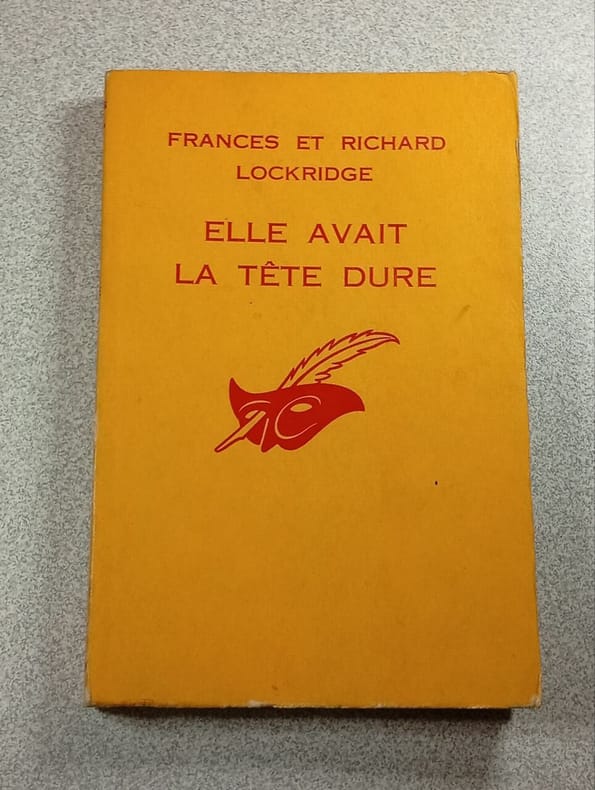 FRANCES ET RICHARD
LOCKRIDGE
ELLE AVAIT
LA TÊTE DURE